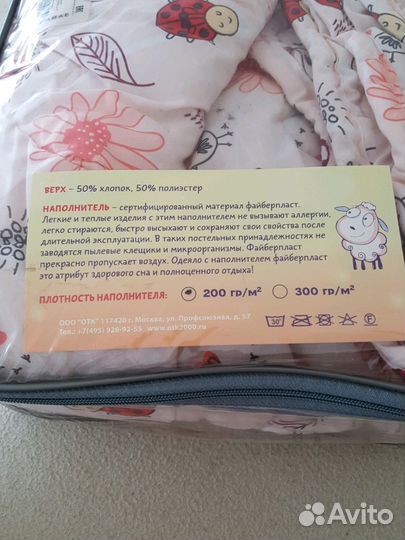 ВЕРХ – 50% хлопок, 50% полиэстер
НАПОЛНИТЕЛЬ – сертифицированный материал файберпласт.
Легкие и теплые изделия с этим наполнителем не вызывают аллергии,
легко стираются, быстро высыхают и сохраняют свои свойства после
длительной эксплуатации. В таких постельных принадлежностях не
заводятся пылевые клещики и микроорганизмы. Файберпласт
прекрасно пропускает воздух. Одеяло с наполнителем файберпласт
это атрибут здорового сна и полноценного отдыха!
ПЛОТНОСТЬ НАПОЛНИТЕЛЯ: 200 гр/м² 300 гр/м²
ООО "ОТК" 117420 г. Москва, ул. Профсоюзная, д. 57
Тел.: +7(495) 928-92-55 www.otk2000.ru
30°
F
Avito